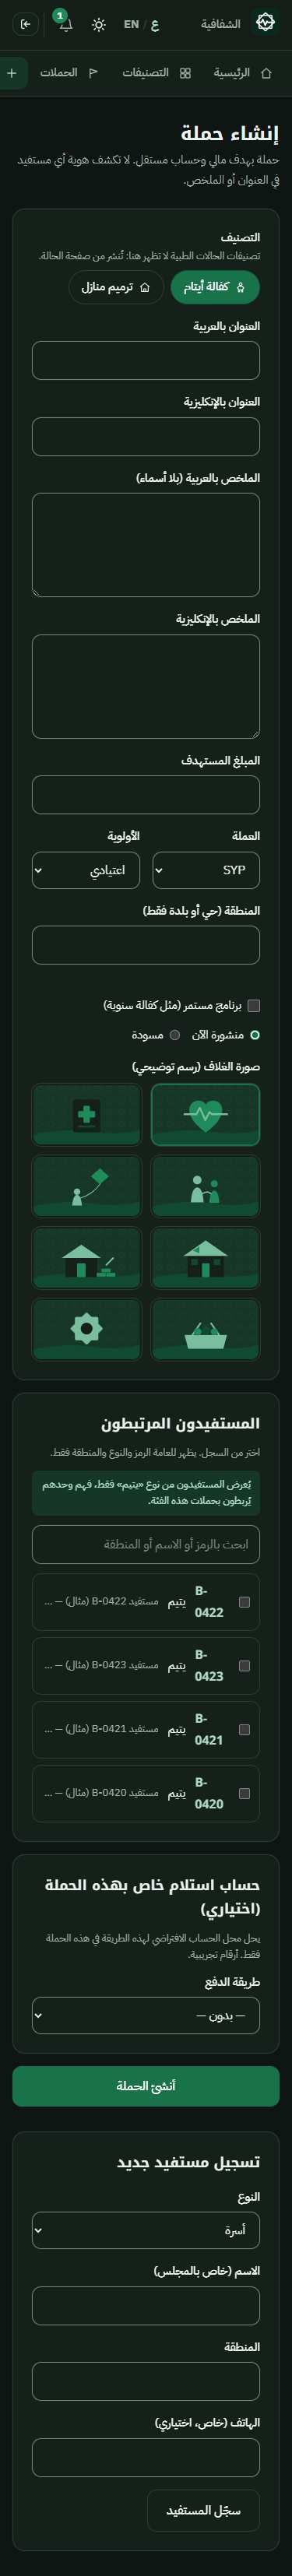 الشفافية
ع / EN
1
الرئيسية
التصنيفات
الحملات
إنشاء حملة
حملة بهدف مالي وحساب مستقل. لا تكشف هوية أي مستفيد
في العنوان أو الملخص.
التصنيف
تصنيفات الحالات الطبية لا تظهر هنا: تُنشر من صفحة الحالة.
كفالة أيتام
ترميم منازل
العنوان بالعربية
العنوان بالإنكليزية
الملخص بالعربية (بلا أسماء)
الملخص بالإنكليزية
المبلغ المستهدف
العملة
الأولوية
SYP
اعتيادي
المنطقة (حي أو بلدة فقط)
برنامج مستمر (مثل كفالة سنوية)
منشورة الآن
مسودة
صورة الغلاف (رسم توضيحي)
المستفيدون المرتبطون
اختر من السجل. يظهر للعامة الرمز والنوع والمنطقة فقط.
يُعرض المستفيدون من نوع «يتيم» فقط، فهم وحدهم
يُربطون بحملات هذه الفئة.
ابحث بالرمز أو الاسم أو المنطقة
B-0422 يتيم مستفيد B-0422 (مثال) — ...
B-0423 يتيم مستفيد B-0423 (مثال) — ...
B-0421 يتيم مستفيد B-0421 (مثال) — ...
B-0420 يتيم مستفيد B-0420 (مثال) — ...
حساب استلام خاص بهذه الحملة
(اختياري)
يحل محل الحساب الافتراضي لهذه الطريقة في هذه الحملة
فقط. أرقام تجريبية.
طريقة الدفع
— بدون —
أنشئ الحملة
تسجيل مستفيد جديد
النوع
أسرة
الاسم (خاص بالمجلس)
المنطقة
الهاتف (خاص، اختياري)
سجّل المستفيد